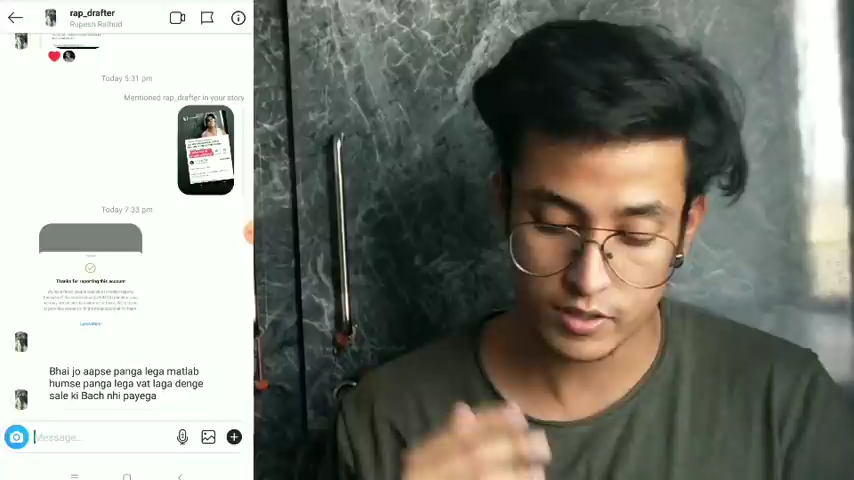 rap_drafter
Rupesh Rathod
Today 5:31 pm
Mentioned rap_drafter in your story
Today 7:33 pm
Thanks for reporting this account
Learn More
Bhai jo aapse panga lega matlab
humse panga lega vat laga denge
sale ki Bach nhi payega
Message...